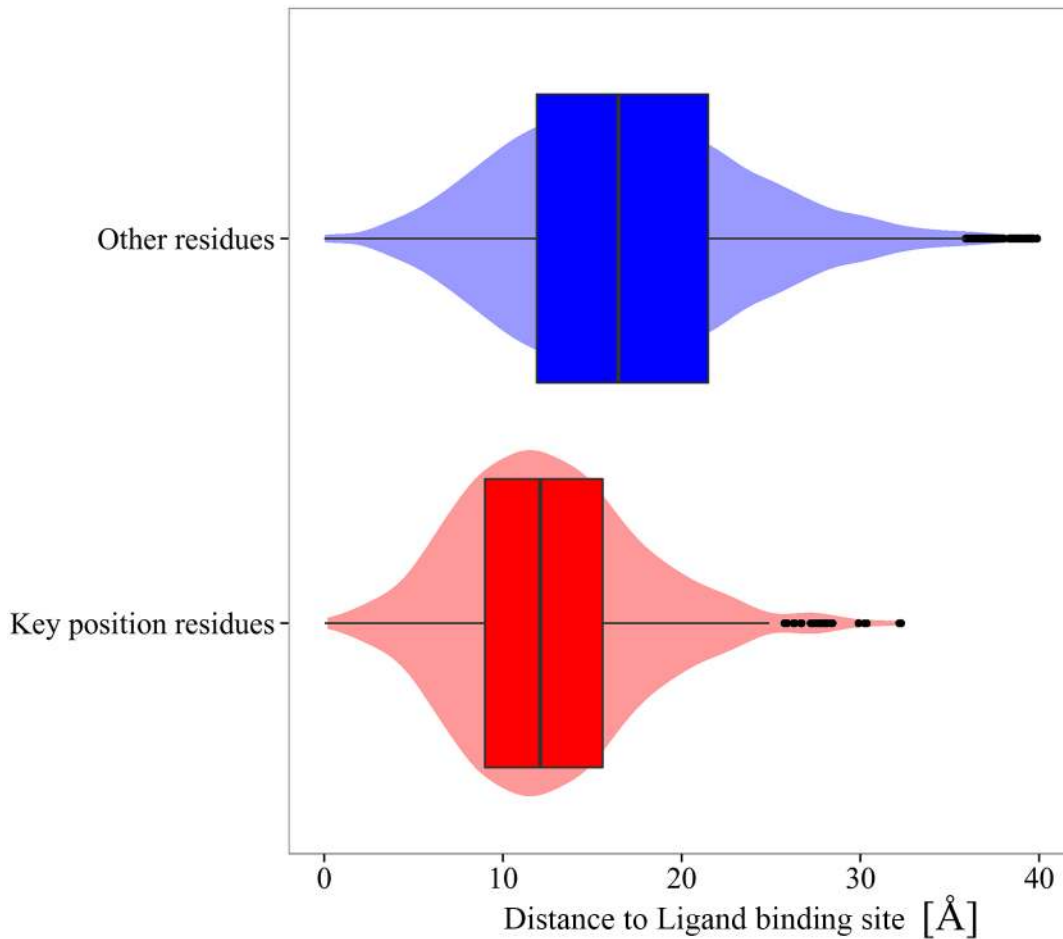 Other residues
Key position residues
0 10 20 30 40
Distance to Ligand binding site [Å]